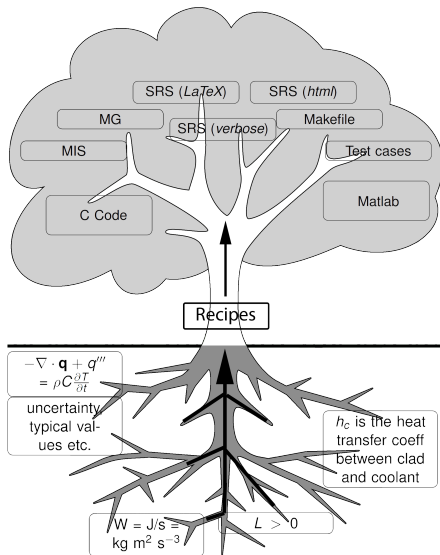 SRS (LaTeX)
SRS (html)
MG
SRS (verbose)
Makefile
MIS
Test cases
C Code
Matlab
Recipes
−∇ · q + q′′′
= ρC ∂T/∂t
uncertainty,
typical val-
ues etc.
h_c is the heat
transfer coeff
between clad
and coolant
W = J/s =
kg m² s⁻³
L > 0